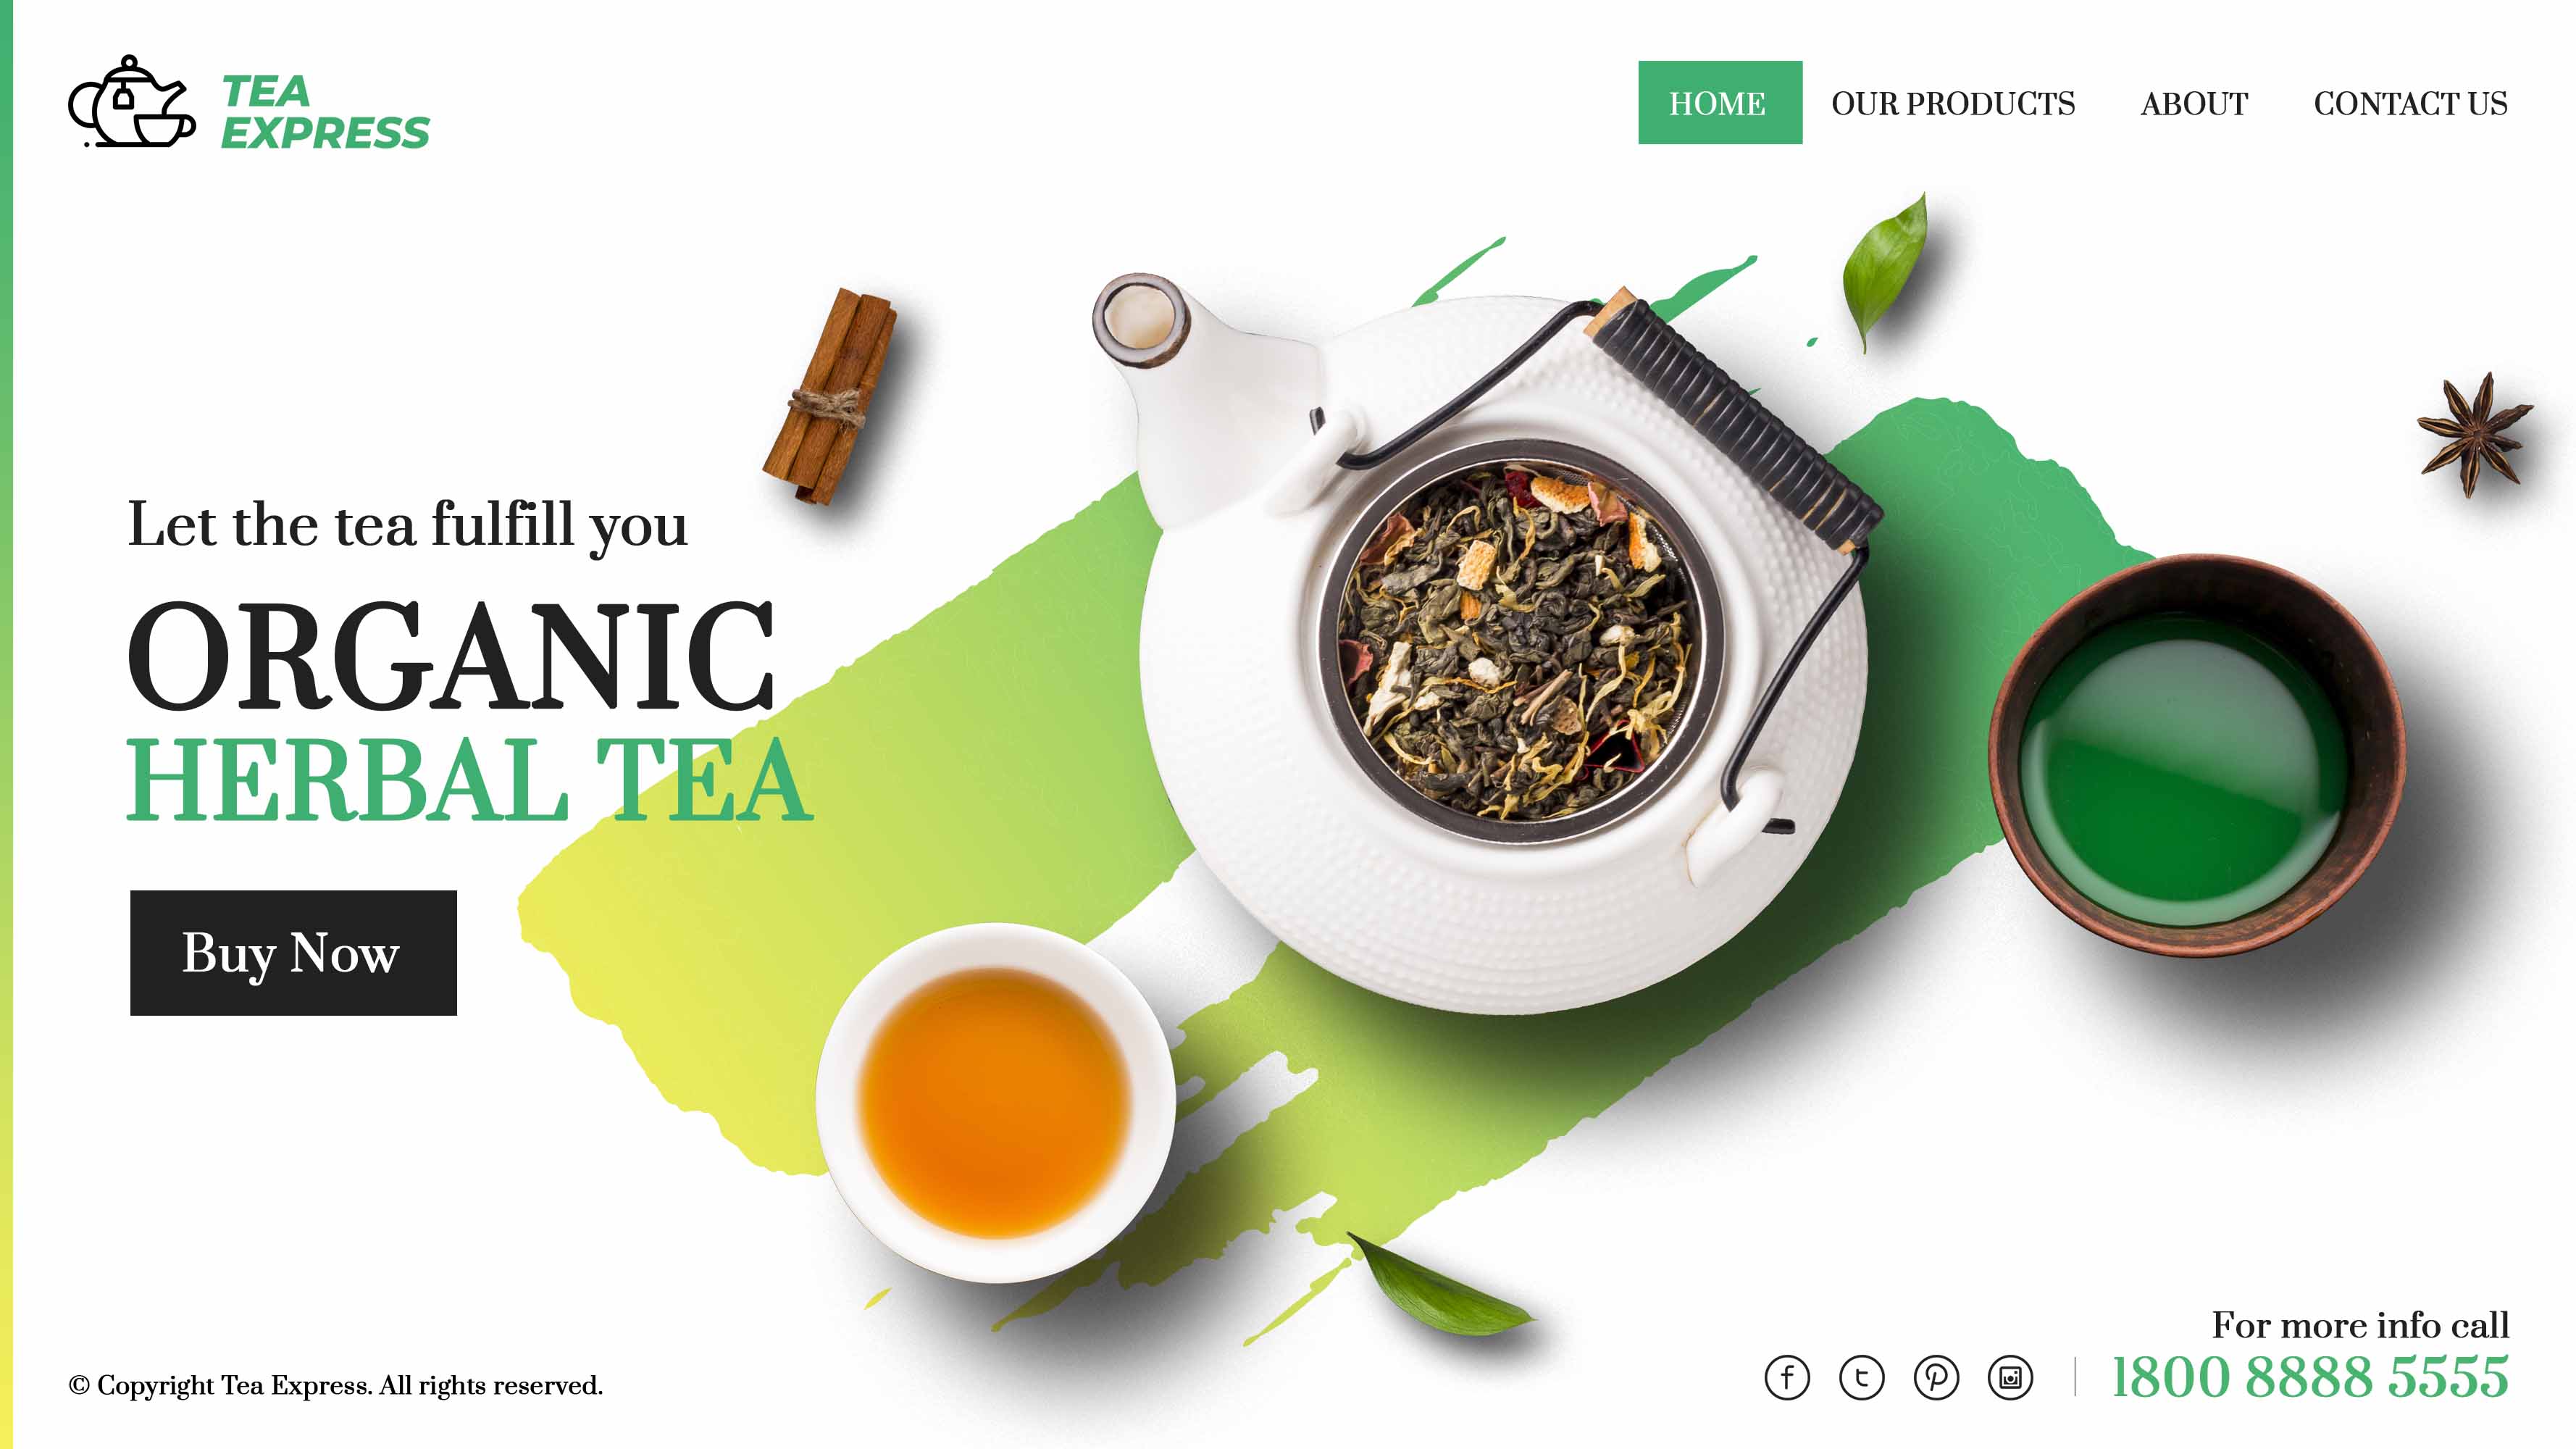 TEA
EXPRESS
HOME
OUR PRODUCTS
ABOUT
CONTACT US
Let the tea fulfill you
ORGANIC
HERBAL TEA
Buy Now
© Copyright Tea Express. All rights reserved.
For more info call
1800 8888 5555